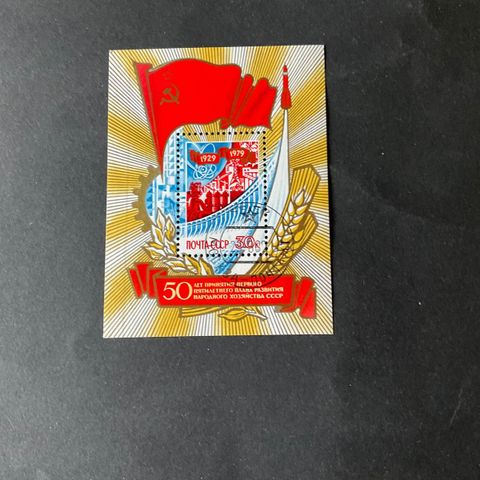 1929 1979
ПОЧТА СССР 30к
50 ЛЕТ ПРИНЯТИЯ ПЕРВОГО
ПЯТИЛЕТНЕГО ПЛАНА РАЗВИТИЯ
НАРОДНОГО ХОЗЯЙСТВА СССР